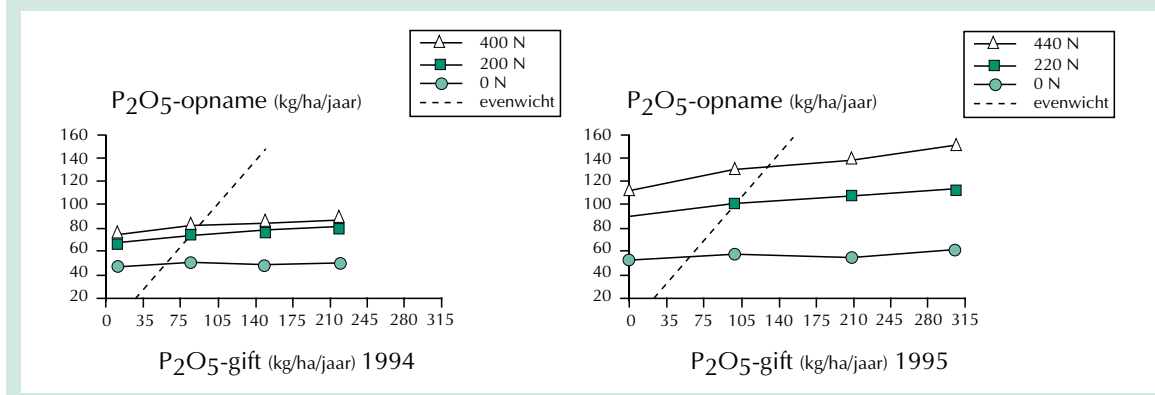 400 N
200 N
0 N
evenwicht
P2O5-opname (kg/ha/jaar)
160
140
120
100
80
60
40
20
0 35 75 105 140 175 210 245 280 315
P2O5-gift (kg/ha/jaar) 1994
440 N
220 N
0 N
evenwicht
P2O5-opname (kg/ha/jaar)
160
140
120
100
80
60
40
20
0 35 75 105 140 175 210 245 280 315
P2O5-gift (kg/ha/jaar) 1995